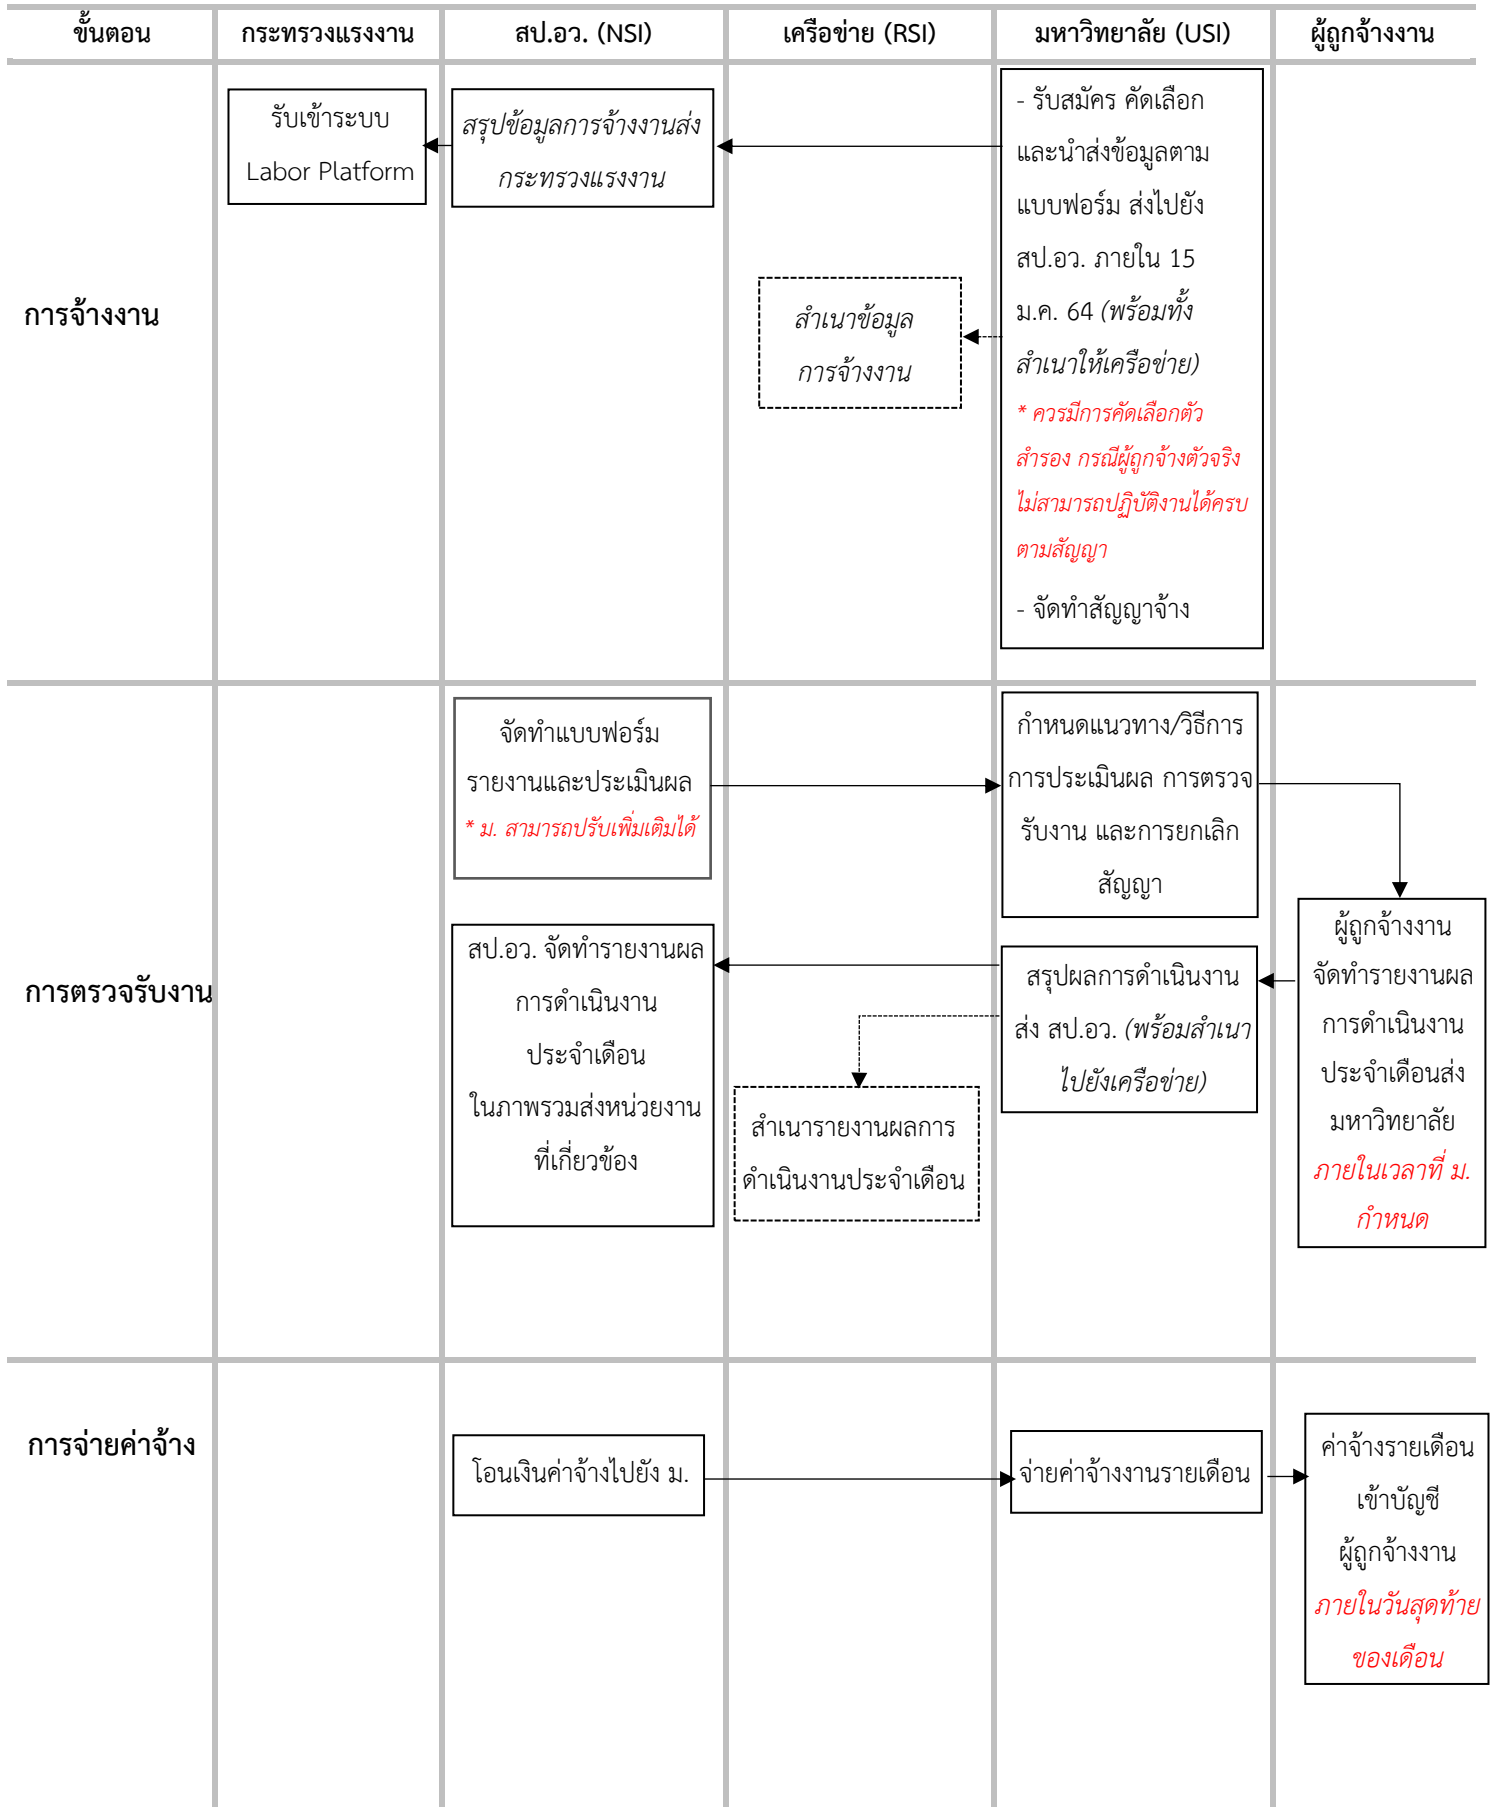 ขั้นตอน
กระทรวงแรงงาน
สป.อว. (NSI)
เครือข่าย (RSI)
มหาวิทยาลัย (USI)
ผู้ถูกจ้างงาน
การจ้างงาน
รับเข้าระบบ
Labor Platform
สรุปข้อมูลการจ้างงานส่ง
กระทรวงแรงงาน
สำเนาข้อมูล
การจ้างงาน
- รับสมัคร คัดเลือก
และนำส่งข้อมูลตาม
แบบฟอร์ม ส่งไปยัง
สป.อว. ภายใน 15
ม.ค. 64 (พร้อมทั้ง
สำเนาให้เครือข่าย)
* ควรมีการคัดเลือกตัว
สำรอง กรณีผู้ถูกจ้างตัวจริง
ไม่สามารถปฏิบัติงานได้ครบ
ตามสัญญา
- จัดทำสัญญาจ้าง
การตรวจรับงาน
จัดทำแบบฟอร์ม
รายงานและประเมินผล
* ม. สามารถปรับเพิ่มเติมได้
กำหนดแนวทาง/วิธีการ
การประเมินผล การตรวจ
รับงาน และการยกเลิก
สัญญา
สป.อว. จัดทำรายงานผล
การดำเนินงาน
ประจำเดือน
ในภาพรวมส่งหน่วยงาน
ที่เกี่ยวข้อง
สำเนารายงานผลการ
ดำเนินงานประจำเดือน
สรุปผลการดำเนินงาน
ส่ง สป.อว. (พร้อมสำเนา
ไปยังเครือข่าย)
ผู้ถูกจ้างงาน
จัดทำรายงานผล
การดำเนินงาน
ประจำเดือนส่ง
มหาวิทยาลัย
ภายในเวลาที่ ม.
กำหนด
การจ่ายค่าจ้าง
โอนเงินค่าจ้างไปยัง ม.
จ่ายค่าจ้างงานรายเดือน
ค่าจ้างรายเดือน
เข้าบัญชี
ผู้ถูกจ้างงาน
ภายในวันสุดท้าย
ของเดือน